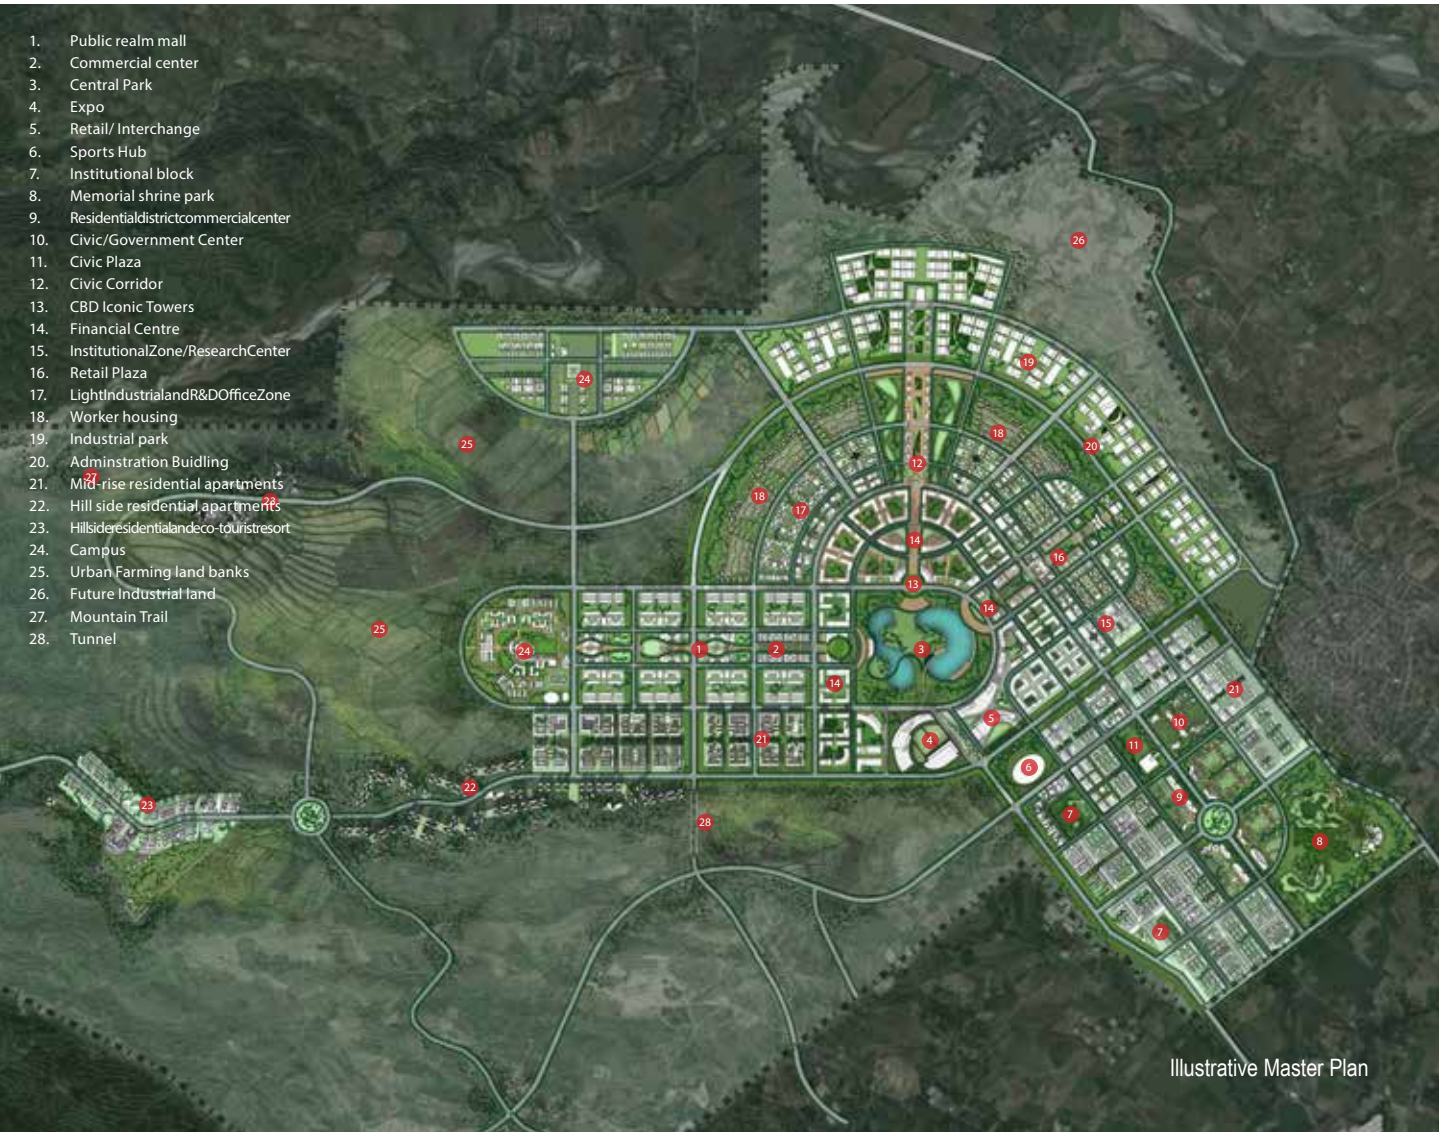 1. Public realm mall
2. Commercial center
3. Central Park
4. Expo
5. Retail/ Interchange
6. Sports Hub
7. Institutional block
8. Memorial shrine park
9. Residentialdistrictcommercialcenter
10. Civic/Government Center
11. Civic Plaza
12. Civic Corridor
13. CBD Iconic Towers
14. Financial Centre
15. InstitutionalZone/ResearchCenter
16. Retail Plaza
17. LightIndustrialandR&DOfficeZone
18. Worker housing
19. Industrial park
20. Adminstration Buidling
21. Mid-rise residential apartments
22. Hill side residential apartments
23. Hillsideresidentialandeco-touristresort
24. Campus
25. Urban Farming land banks
26. Future Industrial land
27. Mountain Trail
28. Tunnel
26
19
24
18
25
20
12
27
18
23
17
14
16
13
14
15
25
1
2
3
24
14
21
5
10
21
4
11
6
22
9
23
7
28
8
7
Illustrative Master Plan